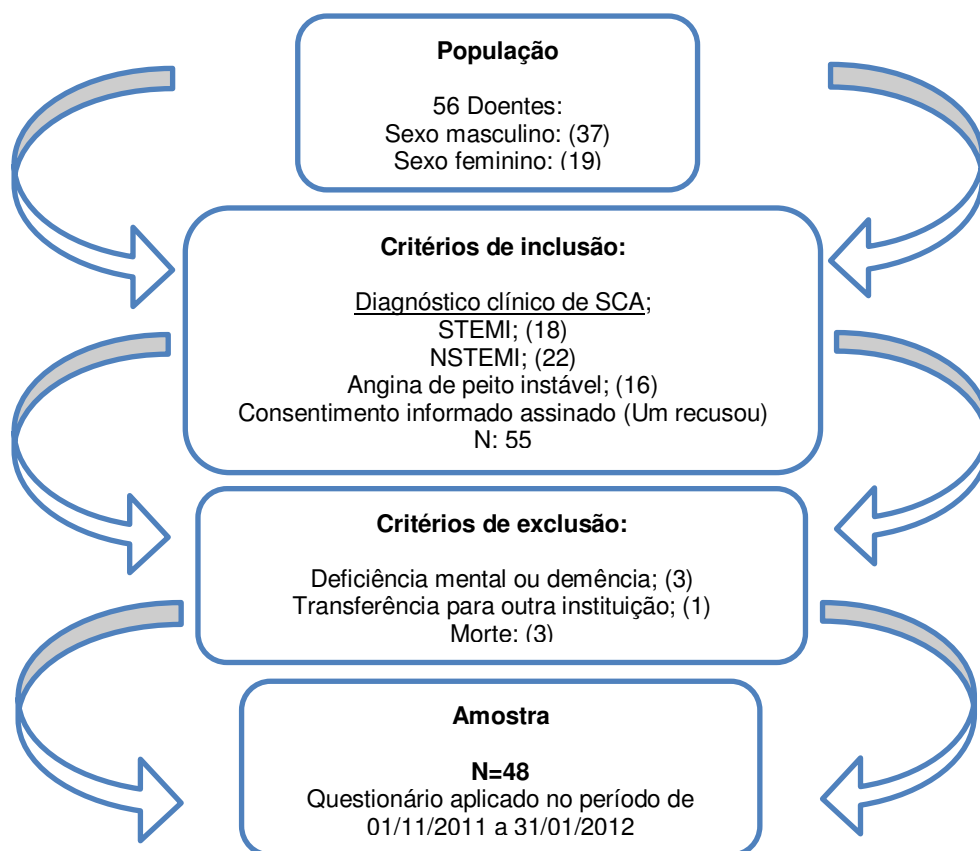 População
56 Doentes:
Sexo masculino: (37)
Sexo feminino: (19)
Critérios de inclusão:
Diagnóstico clínico de SCA;
STEMI; (18)
NSTEMI; (22)
Angina de peito instável; (16)
Consentimento informado assinado (Um recusou)
N: 55
Critérios de exclusão:
Deficiência mental ou demência; (3)
Transferência para outra instituição; (1)
Morte: (3)
Amostra
N=48
Questionário aplicado no período de
01/11/2011 a 31/01/2012